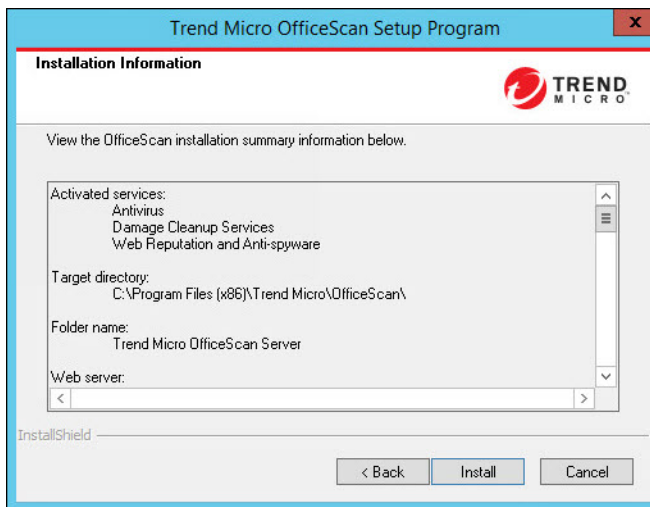 Trend Micro OfficeScan Setup Program
x
Installation Information
TREND
MICRO
View the OfficeScan installation summary information below.
Activated services:
Antivirus
Damage Cleanup Services
Web Reputation and Anti-spyware
Target directory:
C:\Program Files (x86)\Trend Micro\OfficeScan\
Folder name:
Trend Micro OfficeScan Server
Web server:
InstallShield
< Back Install Cancel